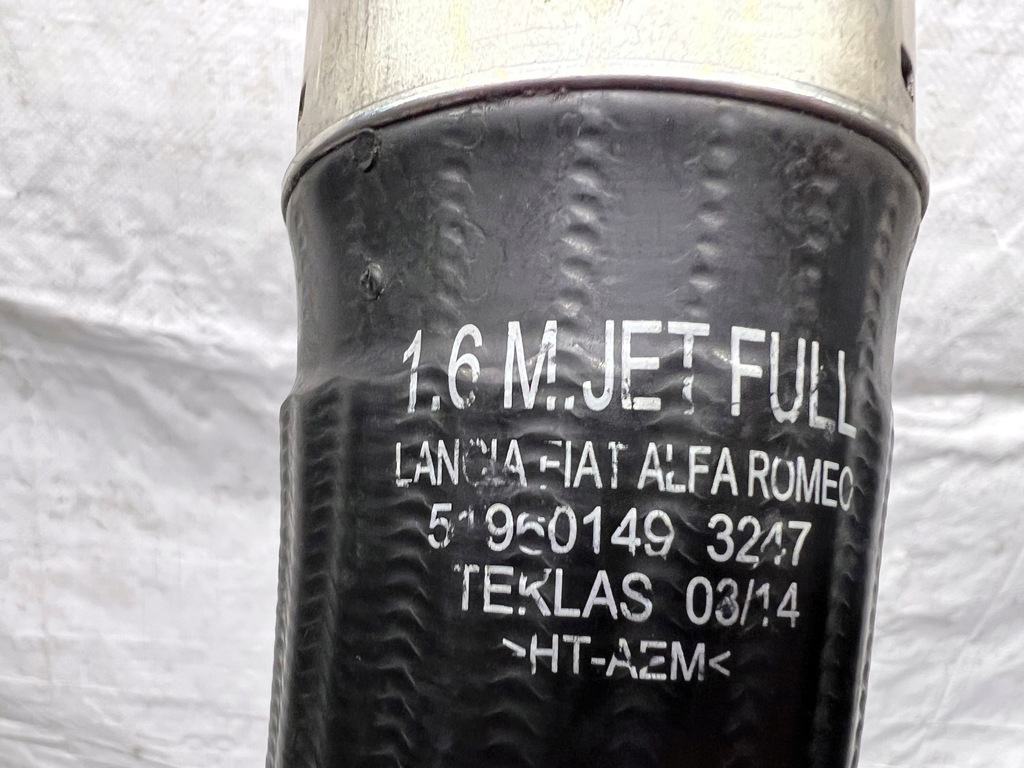 1.6 M.JET FULL
LANCIA FIAT ALFA ROMEO
51960149 3247
TEKLAS 03/14
>HT-AEM<